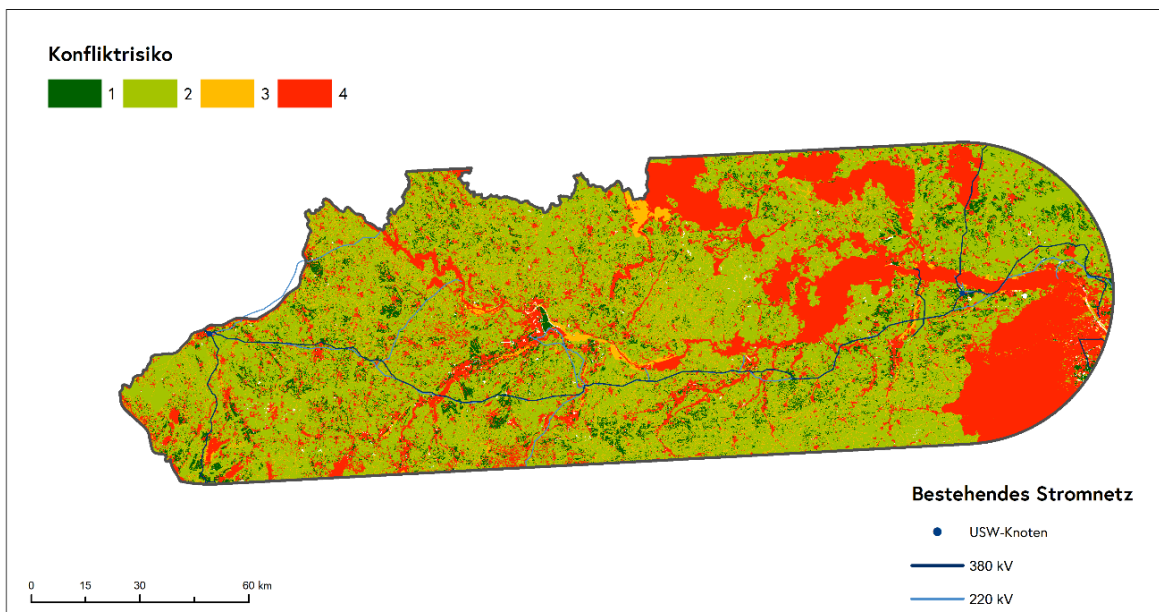 Konfliktrisiko
1 2 3 4
Bestehendes Stromnetz
USW-Knoten
380 kV
220 kV
0 15 30 60 km